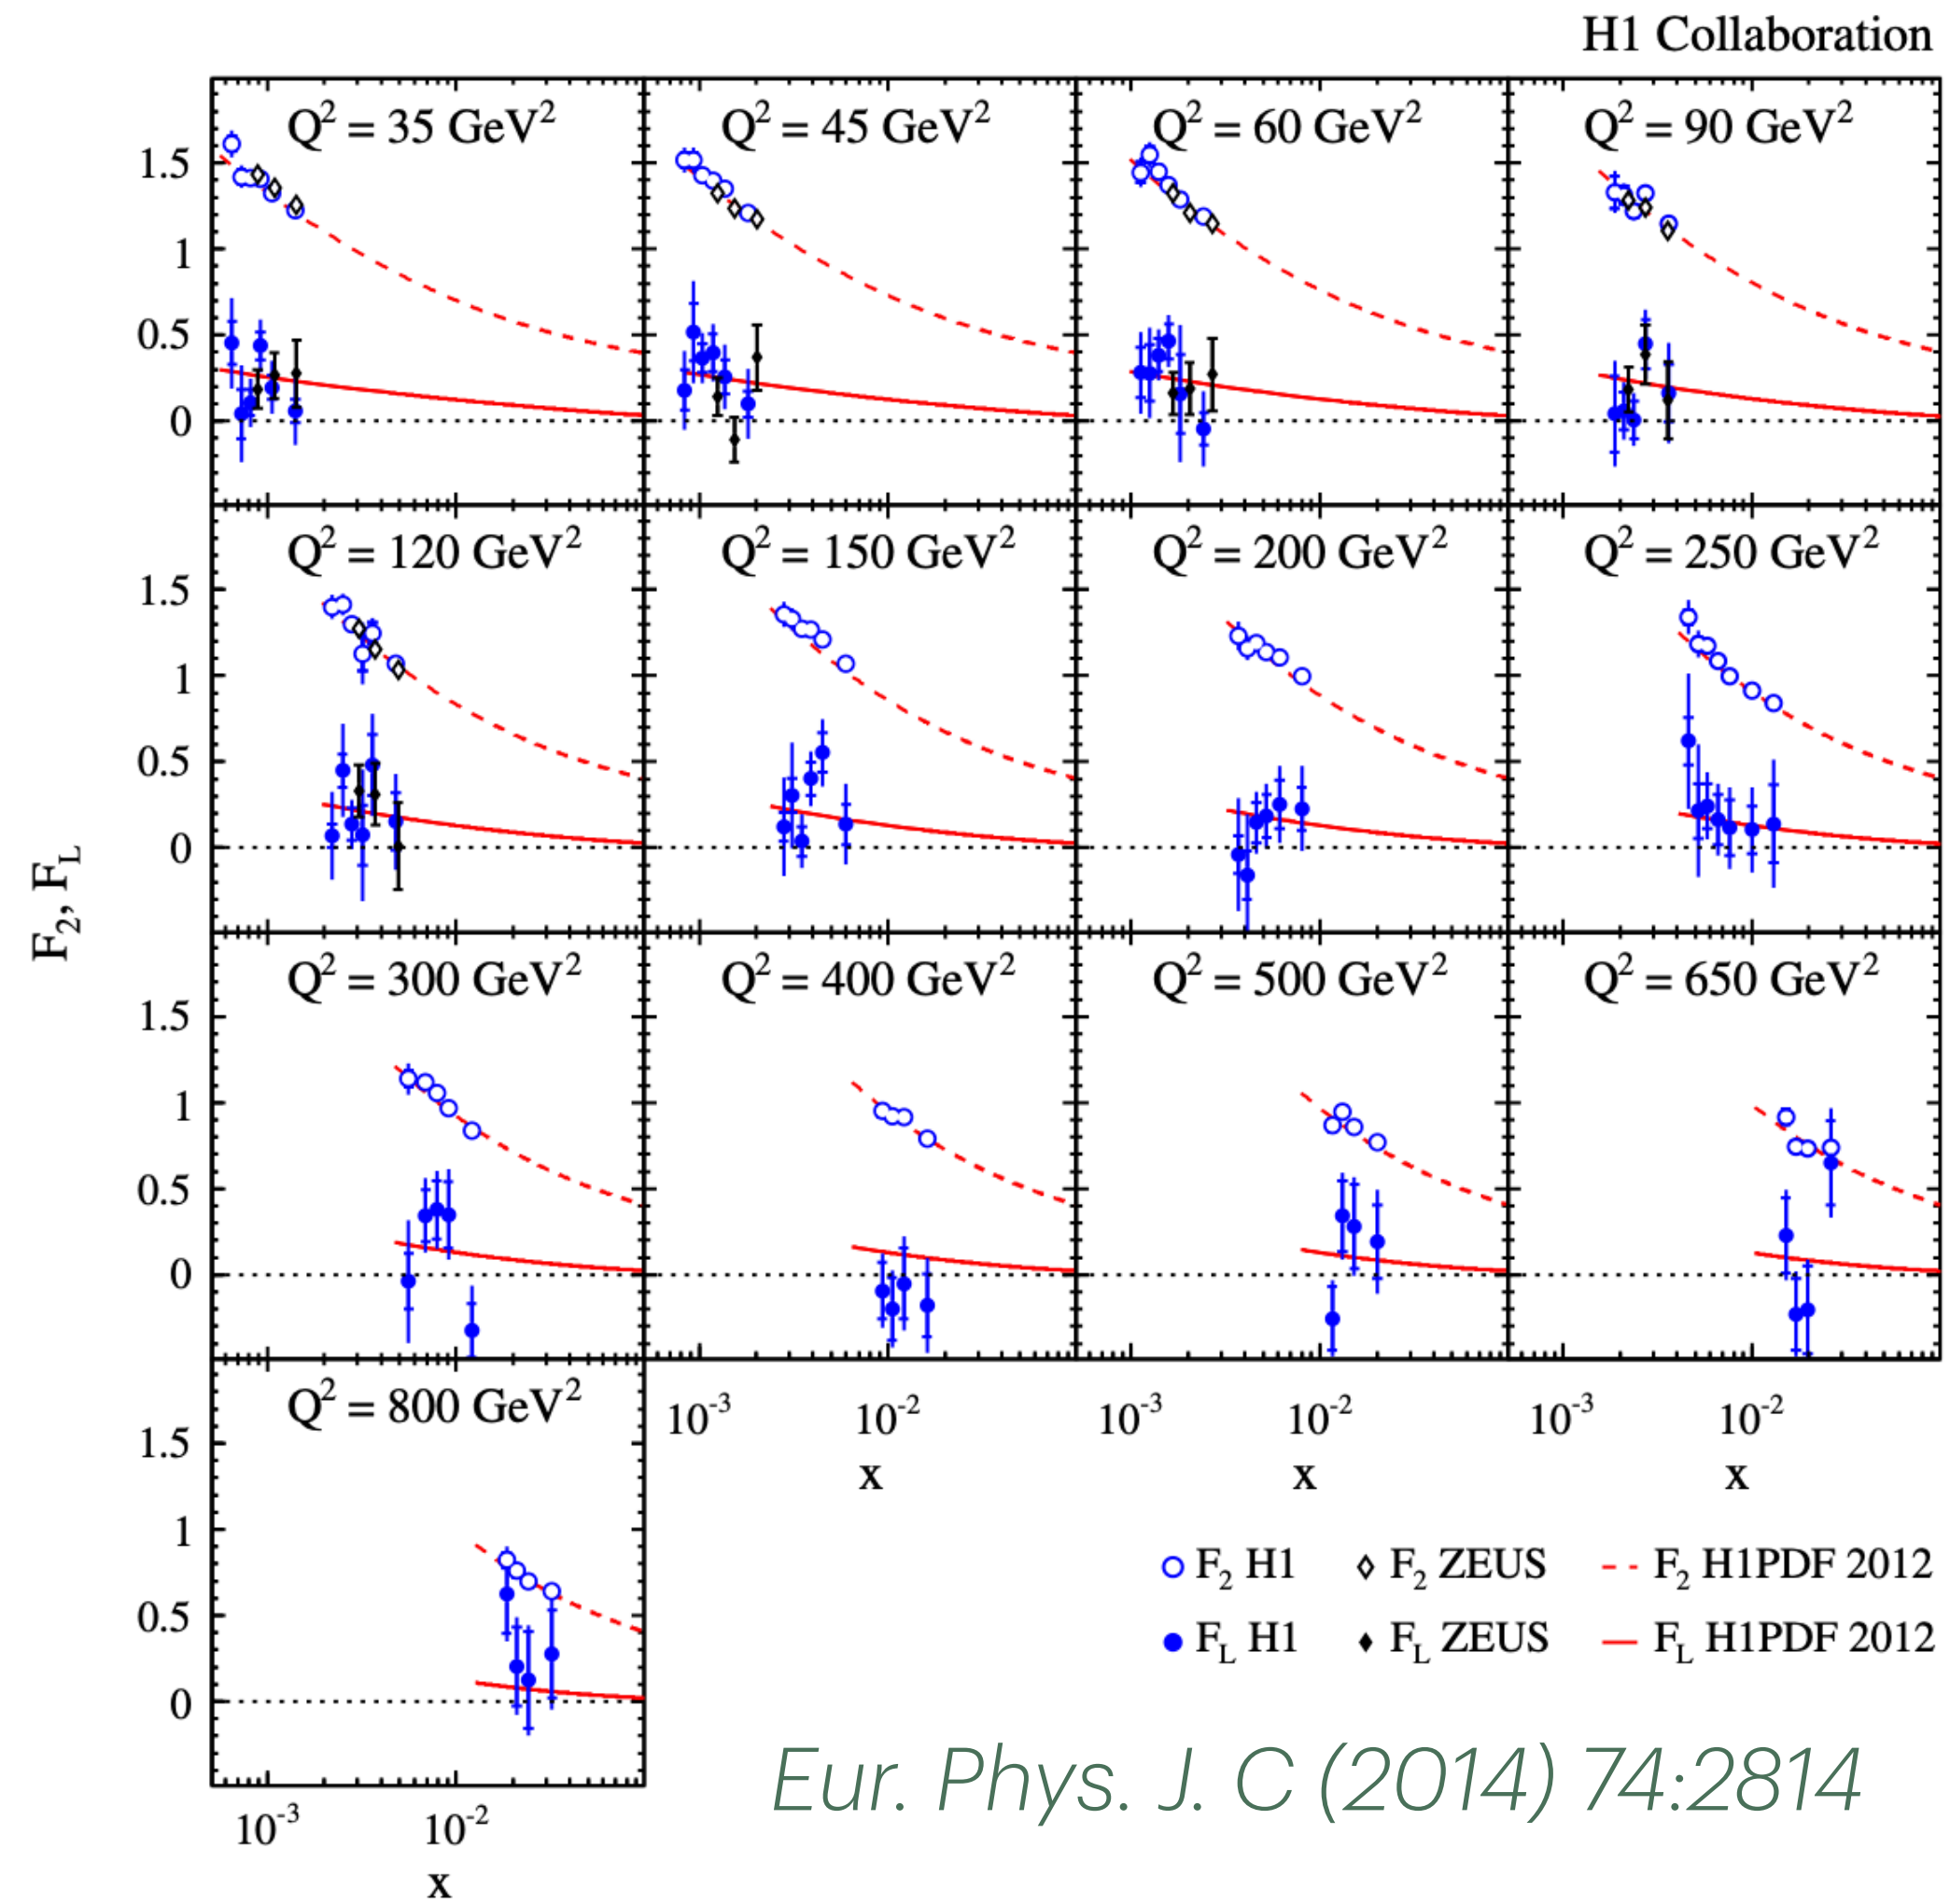 H1 Collaboration
Q² = 35 GeV²
Q² = 45 GeV²
Q² = 60 GeV²
Q² = 90 GeV²
1.5
1
0.5
0
Q² = 120 GeV²
Q² = 150 GeV²
Q² = 200 GeV²
Q² = 250 GeV²
1.5
1
0.5
0
F₂, F_L
Q² = 300 GeV²
Q² = 400 GeV²
Q² = 500 GeV²
Q² = 650 GeV²
1.5
1
0.5
0
Q² = 800 GeV²
10⁻³ 10⁻²
10⁻³ 10⁻²
10⁻³ 10⁻²
x
x
x
1.5
1
0.5
0
F₂ H1
F₂ ZEUS
F₂ H1PDF 2012
F_L H1
F_L ZEUS
F_L H1PDF 2012
Eur. Phys. J. C (2014) 74:2814
10⁻³ 10⁻²
x